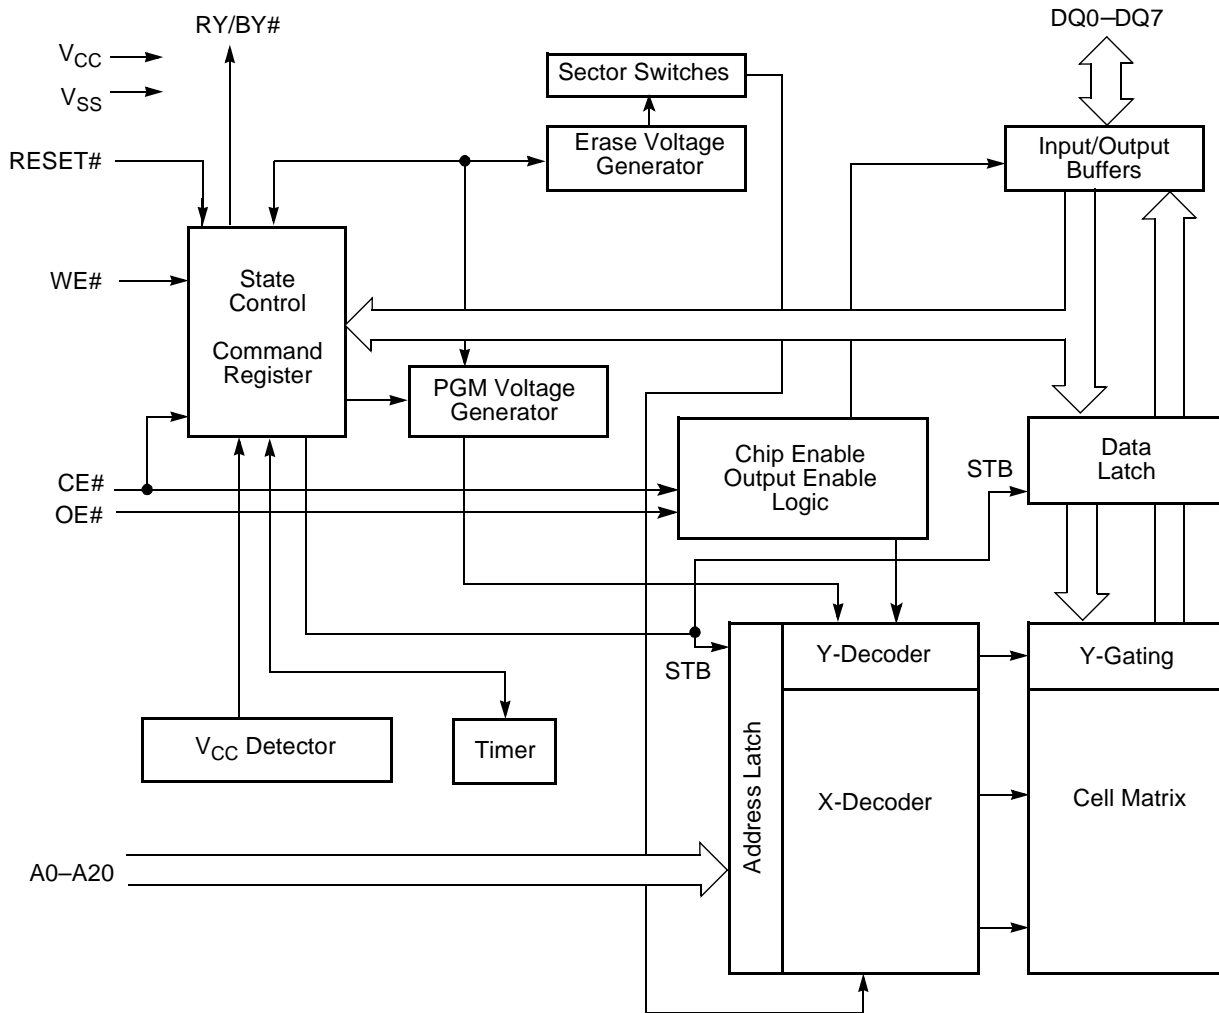 RY/BY#
DQ0–DQ7
VCC
VSS
Sector Switches
Erase Voltage
Generator
Input/Output
Buffers
RESET#
WE#
State
Control
Command
Register
PGM Voltage
Generator
Chip Enable
Output Enable
Logic
STB
Data
Latch
CE#
OE#
STB
Y-Decoder
Y-Gating
VCC Detector
Timer
Address Latch
X-Decoder
Cell Matrix
A0–A20